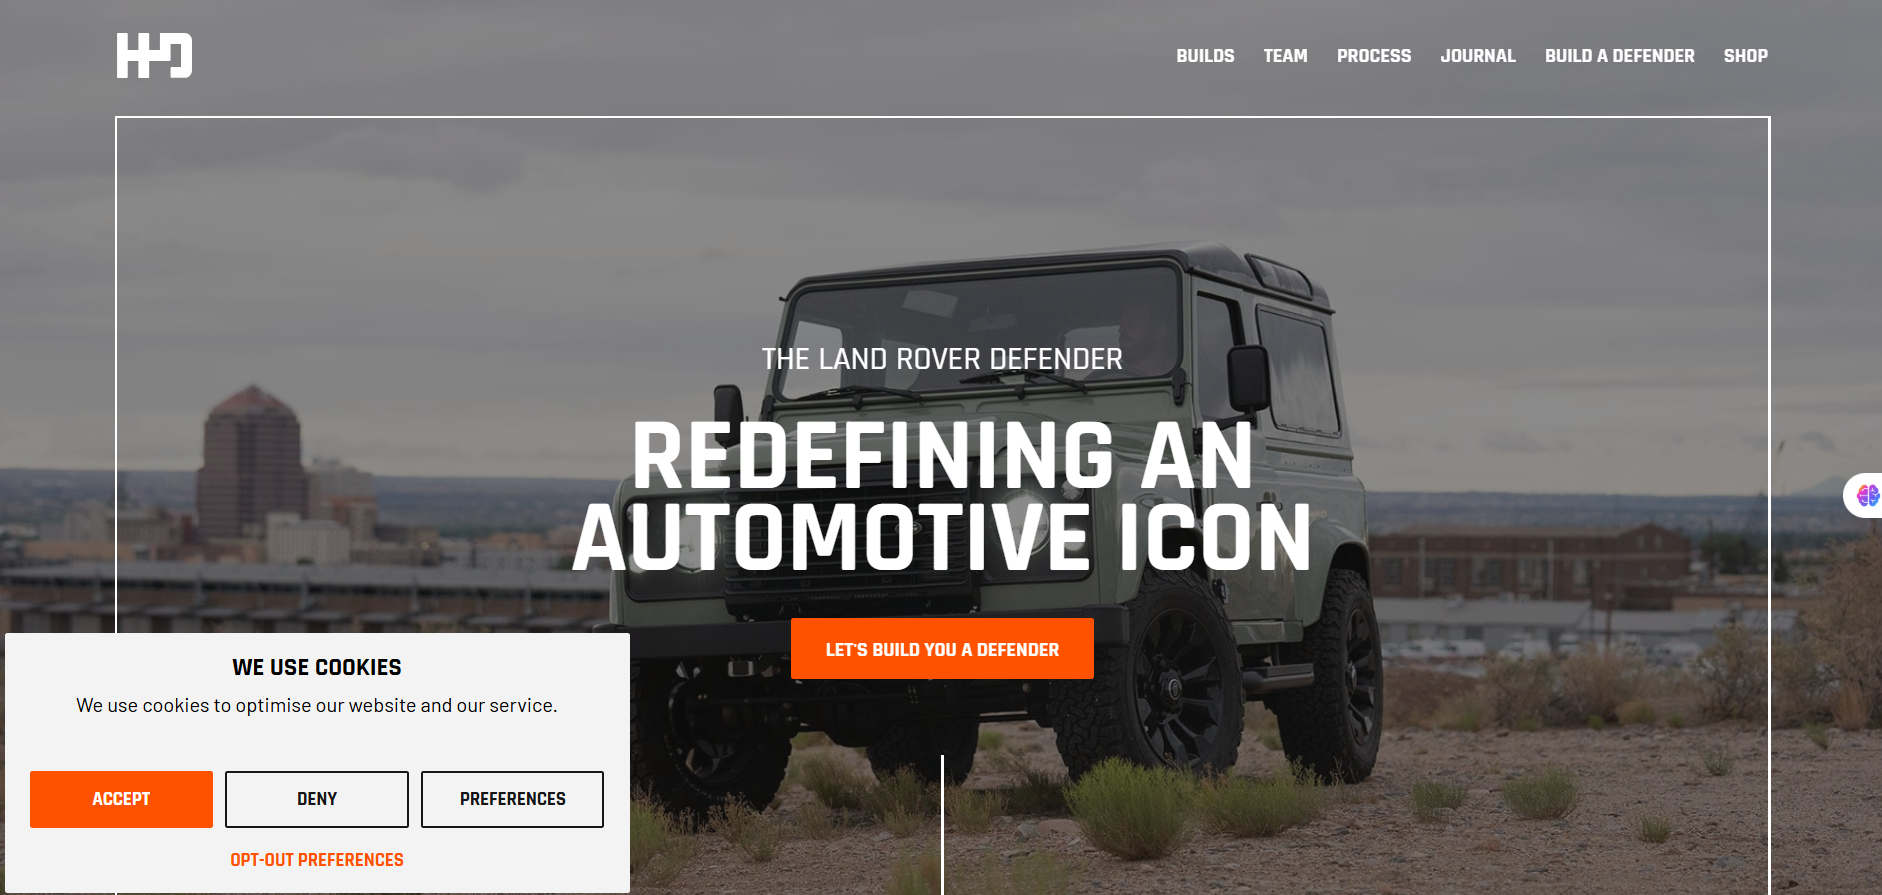 HD
BUILDS
TEAM
PROCESS
JOURNAL
BUILD A DEFENDER
SHOP
THE LAND ROVER DEFENDER
REDEFINING AN
AUTOMOTIVE ICON
LET'S BUILD YOU A DEFENDER
WE USE COOKIES
We use cookies to optimise our website and our service.
ACCEPT
DENY
PREFERENCES
OPT-OUT PREFERENCES